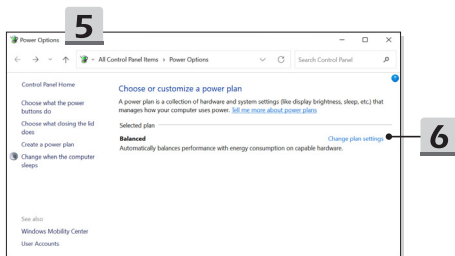 5
Power Options
All Control Panel Items › Power Options
Search Control Panel
Control Panel Home
Choose what the power
buttons do
Choose what closing the lid
does
Create a power plan
Change when the computer
sleeps
See also
Windows Mobility Center
User Accounts
Choose or customize a power plan
A power plan is a collection of hardware and system settings (like display brightness, sleep, etc.) that
manages how your computer uses power. Tell me more about power plans
Selected plan
Balanced
Change plan settings
Automatically balances performance with energy consumption on capable hardware.
6